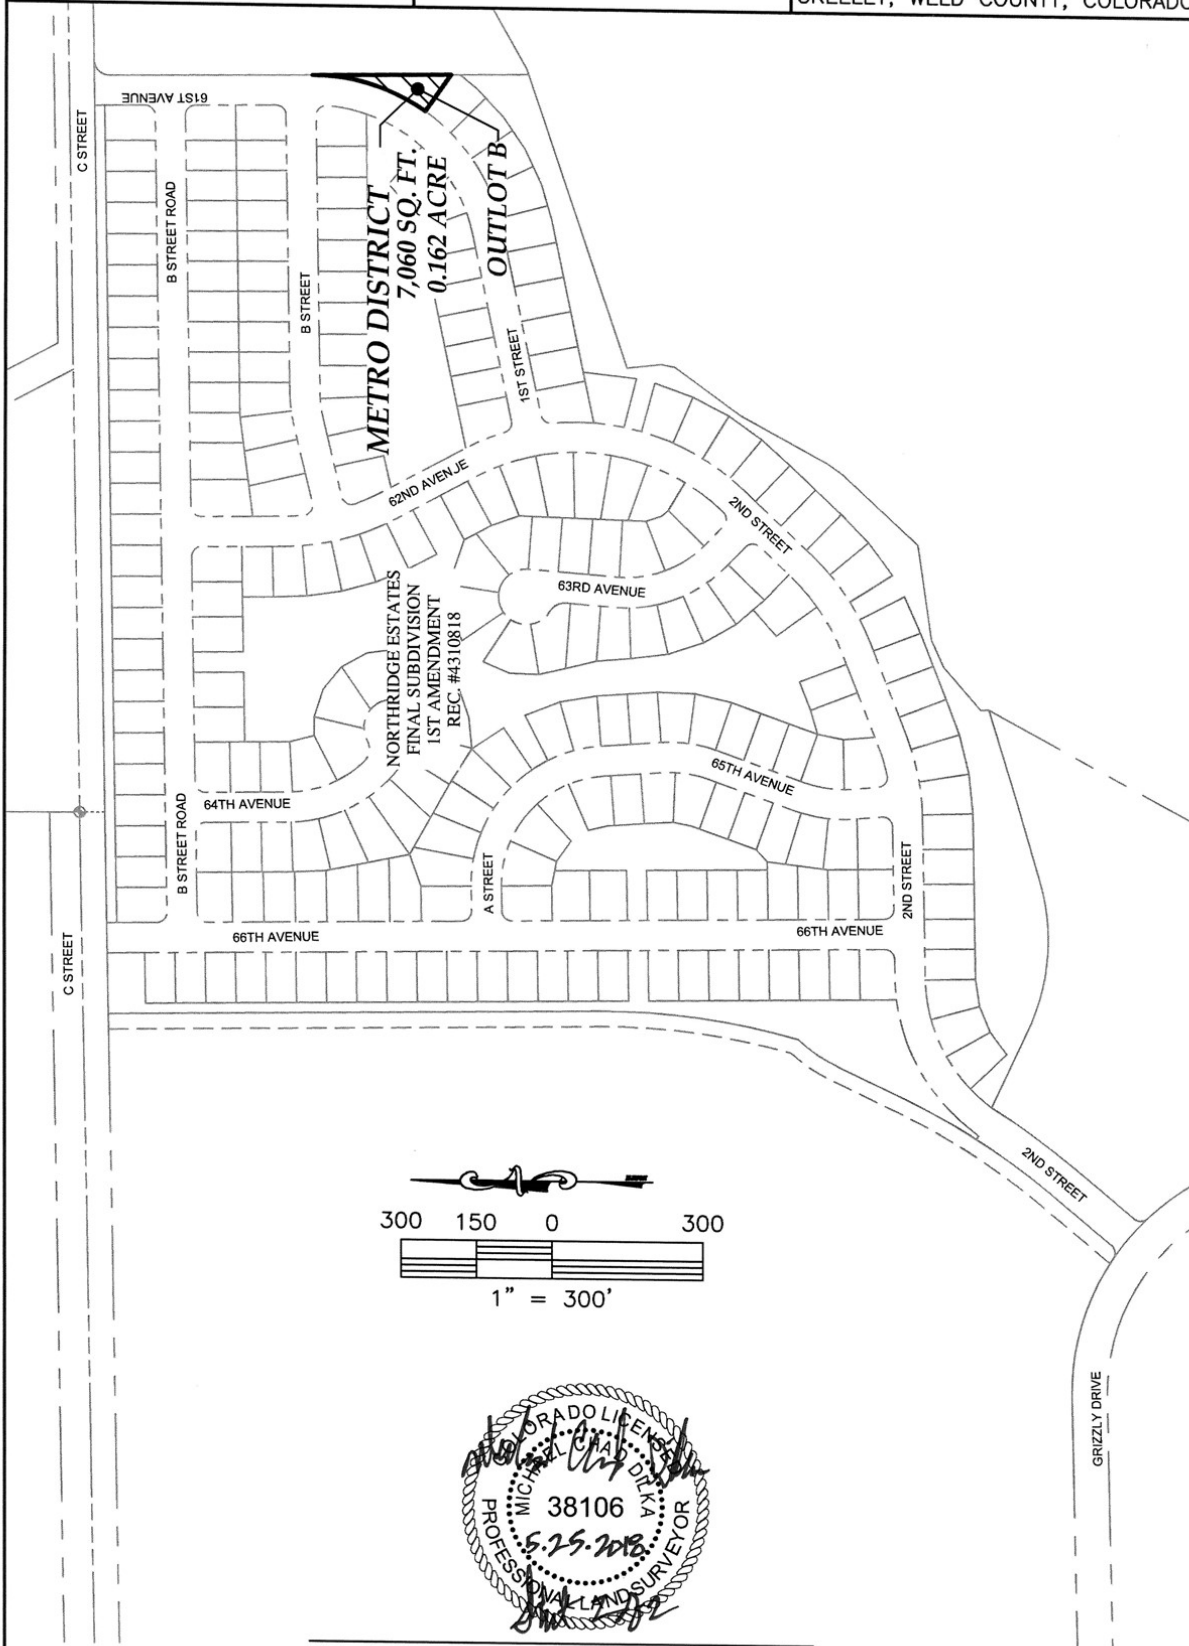 GREELEY, WELD COUNTY, COLORADO
61ST AVENUE
C STREET
B STREET ROAD
B STREET
METRO DISTRICT
7,060 SQ. FT.
0.162 ACRE
OUTLOT B
1ST STREET
62ND AVENUE
2ND STREET
63RD AVENUE
NORTHRIDGE ESTATES
FINAL SUBDIVISION
1ST AMENDMENT
REC. #4310818
65TH AVENUE
64TH AVENUE
B STREET ROAD
A STREET
2ND STREET
66TH AVENUE
66TH AVENUE
C STREET
2ND STREET
300 150 0 300
1" = 300'
GRIZZLY DRIVE
COLORADO LICENSED
MICHAEL CHAD DILKA
38106
5.25.2018
PROFESSIONAL LAND SURVEYOR